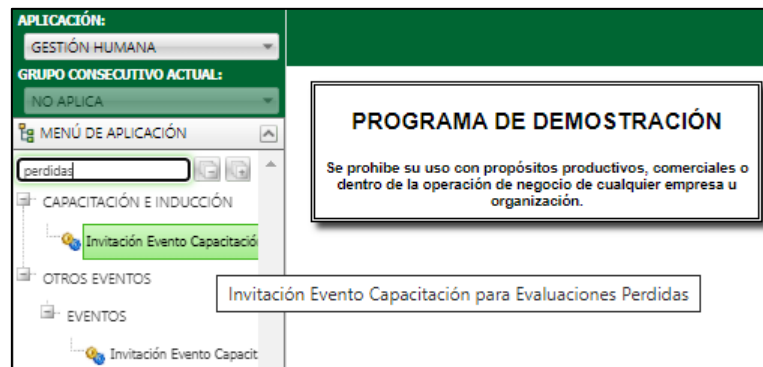 APLICACIÓN:
GESTIÓN HUMANA
GRUPO CONSECUTIVO ACTUAL:
NO APLICA
MENÚ DE APLICACIÓN
perdidas
CAPACITACIÓN E INDUCCIÓN
Invitación Evento Capacitació
OTROS EVENTOS
EVENTOS
Invitación Evento Capacit
PROGRAMA DE DEMOSTRACIÓN
Se prohibe su uso con propósitos productivos, comerciales o
dentro de la operación de negocio de cualquier empresa u
organización.
Invitación Evento Capacitación para Evaluaciones Perdidas